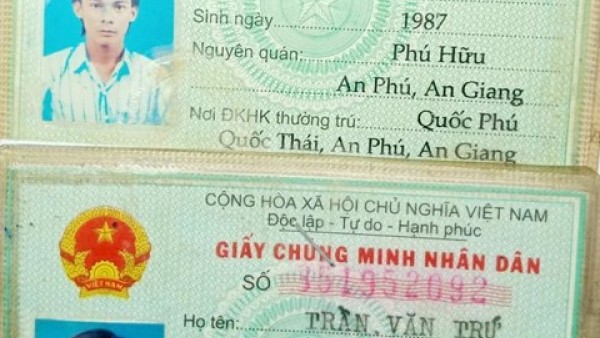 Sinh ngày 1987
Nguyên quán: Phú Hữu
An Phú, An Giang
Nơi ĐKHK thường trú: Quốc Phú
Quốc Thái, An Phú, An Giang
CỘNG HÒA XÃ HỘI CHỦ NGHĨA VIỆT NAM
Độc lập - Tự do - Hạnh phúc
GIẤY CHỨNG MINH NHÂN DÂN
VIỆT NAM
SỐ 351952092
Họ tên: TRẦN VĂN TRƯ